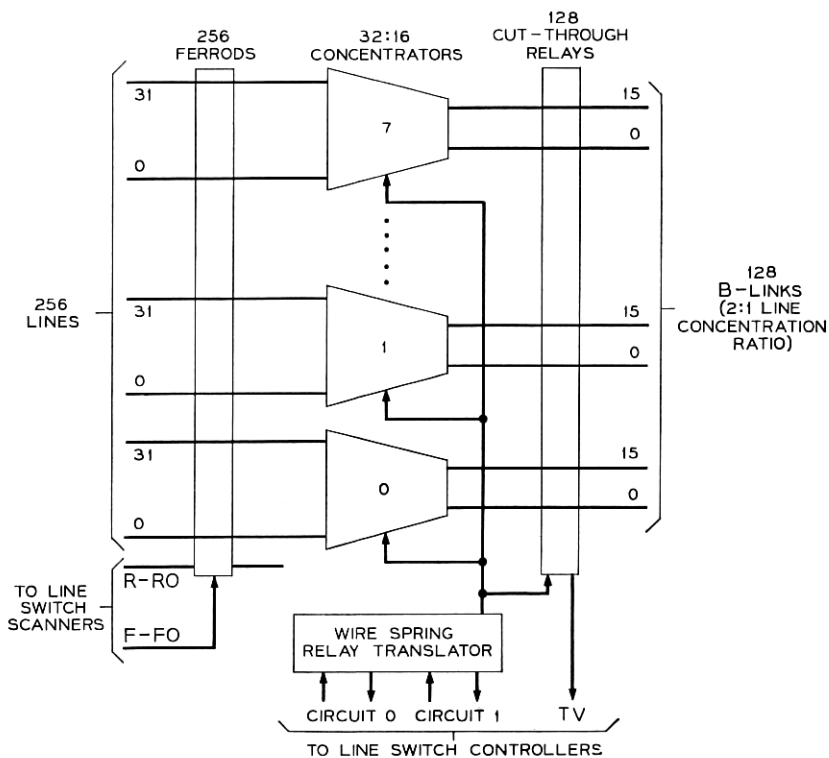 256
FERRODS
32:16
CONCENTRATORS
128
CUT-THROUGH
RELAYS
31
0
7
15
0
256
LINES
31
0
1
15
0
128
B-LINKS
(2:1 LINE
CONCENTRATION
RATIO)
31
0
0
15
0
TO LINE
SWITCH
SCANNERS
R-RO
F-FO
WIRE SPRING
RELAY TRANSLATOR
CIRCUIT 0
CIRCUIT 1
TV
TO LINE SWITCH CONTROLLERS